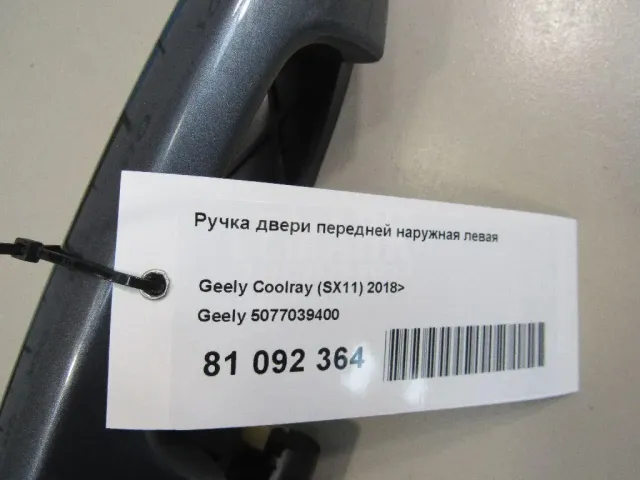 Ручка двери передней наружная левая
Geely Coolray (SX11) 2018>
Geely 5077039400
81 092 364